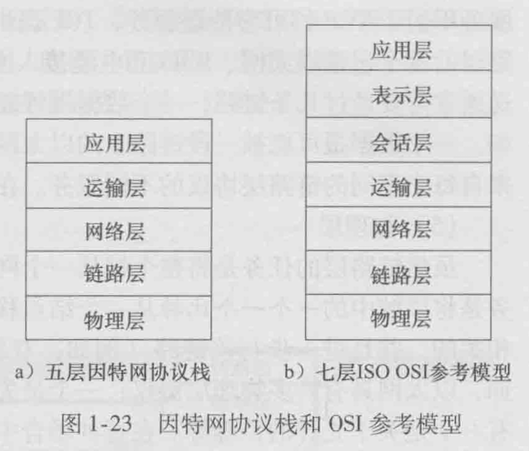 应用层
运输层
网络层
链路层
物理层
a）五层因特网协议栈
应用层
表示层
会话层
运输层
网络层
链路层
物理层
b）七层ISO OSI参考模型
图 1-23 因特网协议栈和 OSI 参考模型